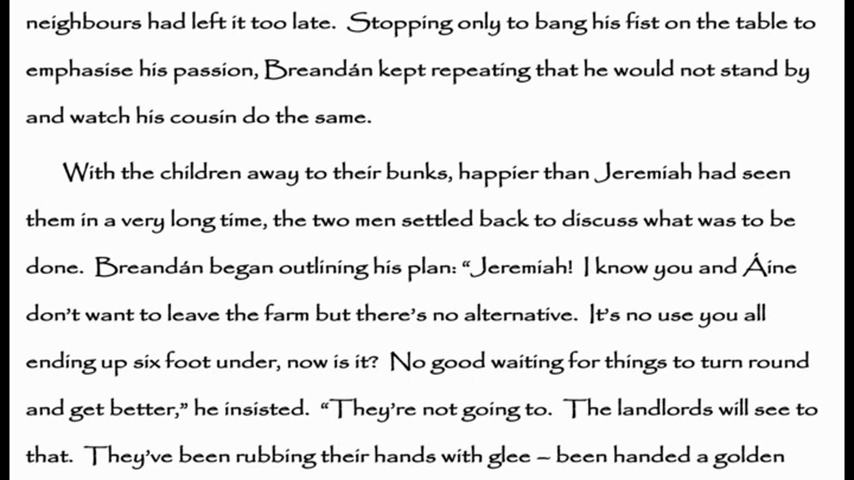 neighbours had left it too late.  Stopping only to bang his fist on the table to
emphasise his passion, Breandán kept repeating that he would not stand by
and watch his cousin do the same.
With the children away to their bunks, happier than Jeremiah had seen
them in a very long time, the two men settled back to discuss what was to be
done.  Breandán began outlining his plan: “Jeremiah!  I know you and Áine
don’t want to leave the farm but there’s no alternative.  It’s no use you all
ending up six foot under, now is it?  No good waiting for things to turn round
and get better,” he insisted.  “They’re not going to.  The landlords will see to
that.  They’ve been rubbing their hands with glee – been handed a golden